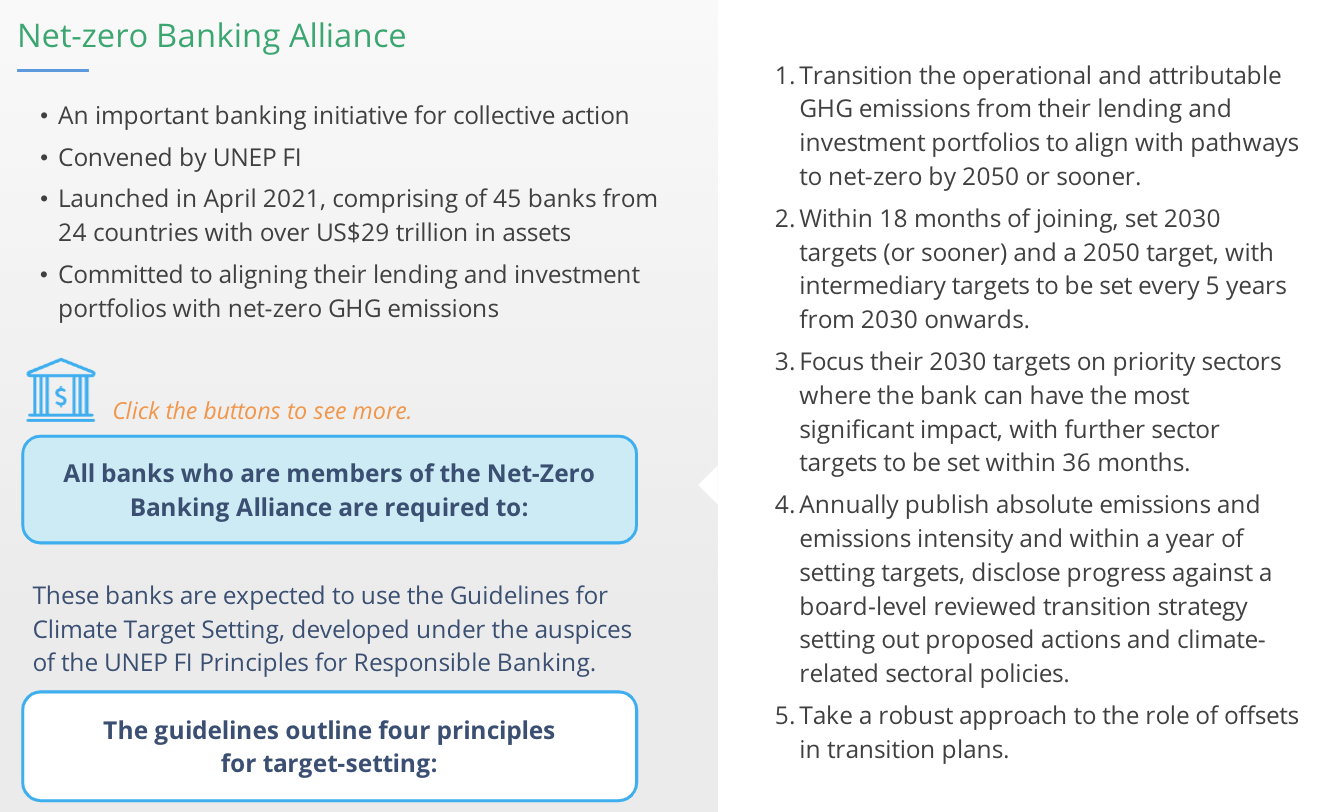 Net-zero Banking Alliance
• An important banking initiative for collective action
• Convened by UNEP FI
• Launched in April 2021, comprising of 45 banks from
24 countries with over US$29 trillion in assets
• Committed to aligning their lending and investment
portfolios with net-zero GHG emissions
$
Click the buttons to see more.
All banks who are members of the Net-Zero
Banking Alliance are required to:
These banks are expected to use the Guidelines for
Climate Target Setting, developed under the auspices
of the UNEP FI Principles for Responsible Banking.
The guidelines outline four principles
for target-setting:
1. Transition the operational and attributable
GHG emissions from their lending and
investment portfolios to align with pathways
to net-zero by 2050 or sooner.
2. Within 18 months of joining, set 2030
targets (or sooner) and a 2050 target, with
intermediary targets to be set every 5 years
from 2030 onwards.
3. Focus their 2030 targets on priority sectors
where the bank can have the most
significant impact, with further sector
targets to be set within 36 months.
4. Annually publish absolute emissions and
emissions intensity and within a year of
setting targets, disclose progress against a
board-level reviewed transition strategy
setting out proposed actions and climate-
related sectoral policies.
5. Take a robust approach to the role of offsets
in transition plans.